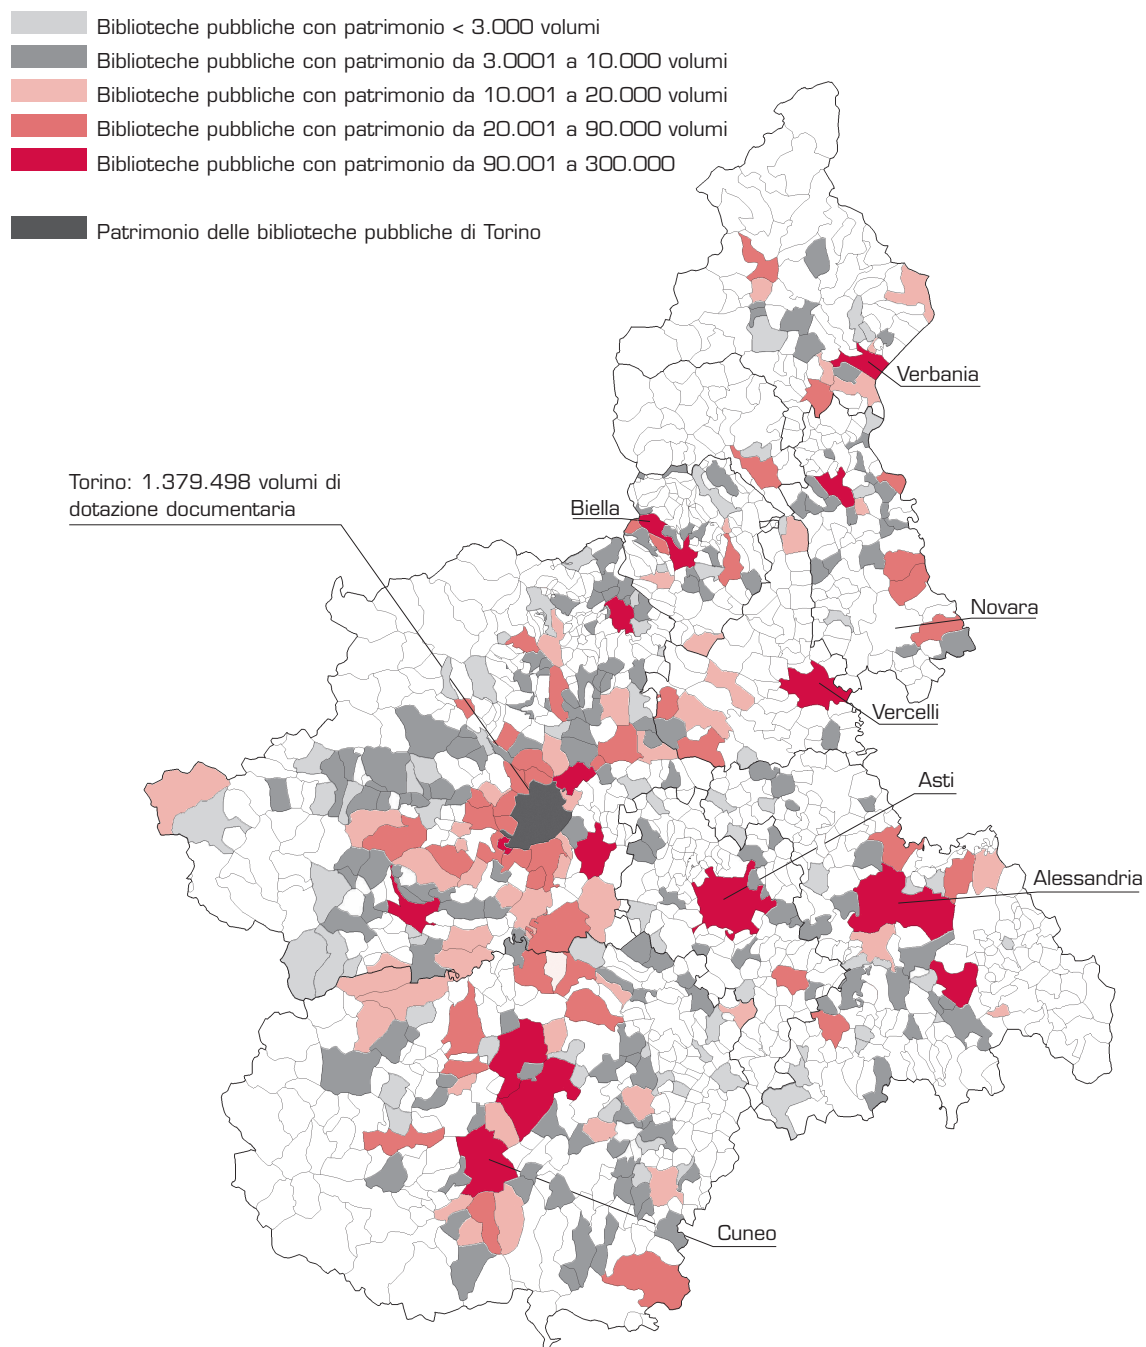 Biblioteche pubbliche con patrimonio < 3.000 volumi
Biblioteche pubbliche con patrimonio da 3.0001 a 10.000 volumi
Biblioteche pubbliche con patrimonio da 10.001 a 20.000 volumi
Biblioteche pubbliche con patrimonio da 20.001 a 90.000 volumi
Biblioteche pubbliche con patrimonio da 90.001 a 300.000
Patrimonio delle biblioteche pubbliche di Torino
Verbania
Torino: 1.379.498 volumi di
dotazione documentaria
Biella
Novara
Vercelli
Asti
Alessandria
Cuneo